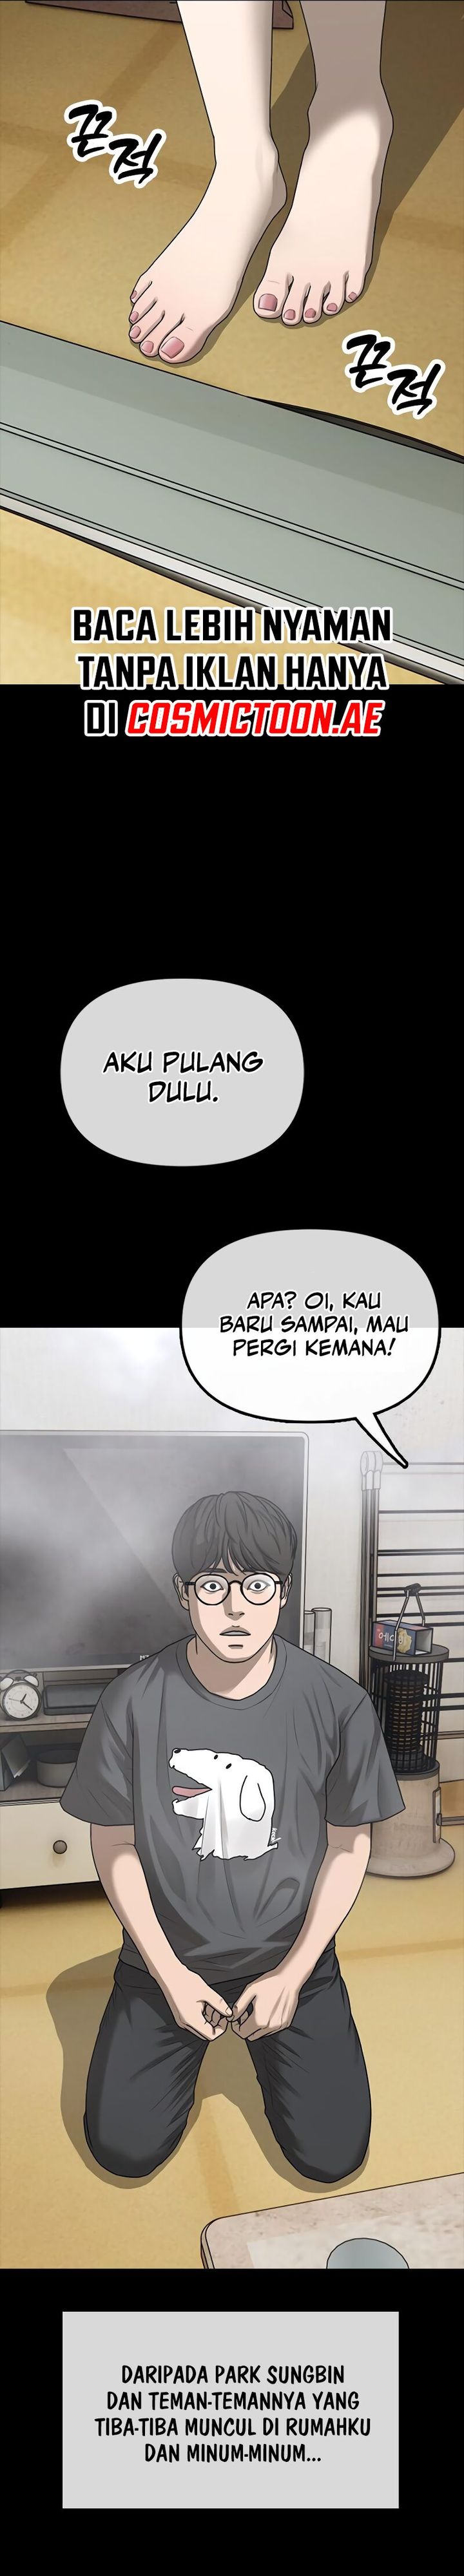 끈적
끈적
BACA LEBIH NYAMAN
TANPA IKLAN HANYA
DI COSMICTOON.AE
AKU PULANG
DULU.
APA? OI, KAU
BARU SAMPAI, MAU
PERGI KEMANA!
DARIPADA PARK SUNGBIN
DAN TEMAN-TEMANNYA YANG
TIBA-TIBA MUNCUL DI RUMAHKU
DAN MINUM-MINUM...